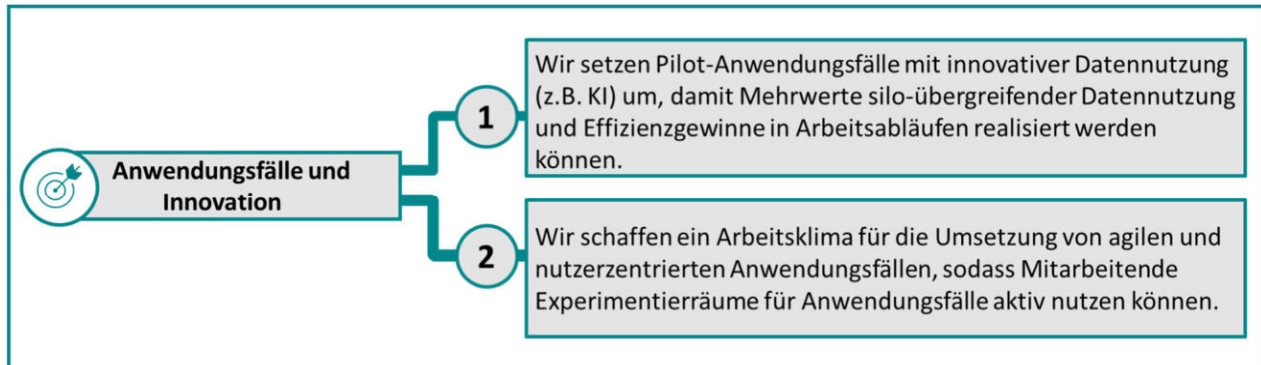 Anwendungsfälle und
Innovation
1
Wir setzen Pilot-Anwendungsfälle mit innovativer Datennutzung
(z.B. KI) um, damit Mehrwerte silo-übergreifender Datennutzung
und Effizienzgewinne in Arbeitsabläufen realisiert werden
können.
2
Wir schaffen ein Arbeitsklima für die Umsetzung von agilen und
nutzerzentrierten Anwendungsfällen, sodass Mitarbeitende
Experimentierräume für Anwendungsfälle aktiv nutzen können.